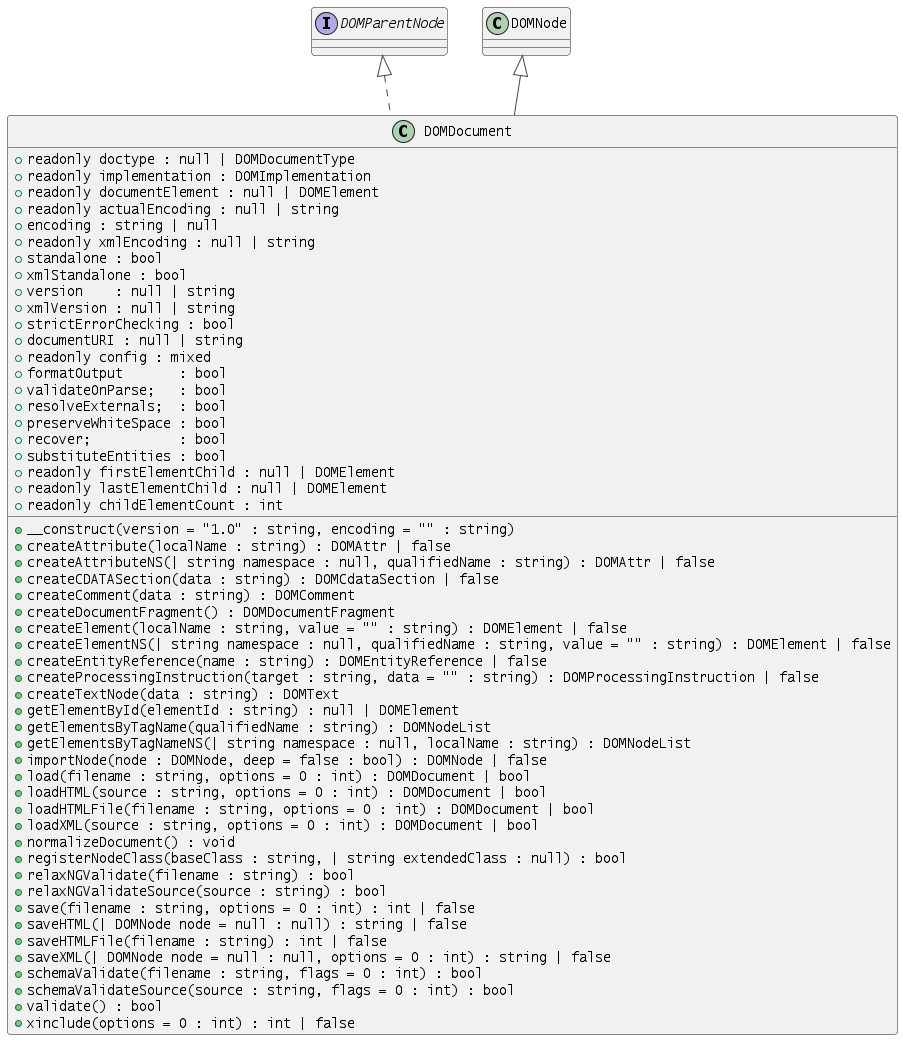 I DOMParentNode
C DOMNode
C DOMDocument
readonly doctype : null | DOMDocumentType
readonly implementation : DOMImplementation
readonly documentElement : null | DOMElement
readonly actualEncoding : null | string
encoding : string | null
readonly xmlEncoding : null | string
standalone : bool
xmlStandalone : bool
version    : null | string
xmlVersion : null | string
strictErrorChecking : bool
documentURI : null | string
readonly config : mixed
formatOutput       : bool
validateOnParse;   : bool
resolveExternals;  : bool
preserveWhiteSpace : bool
recover;           : bool
substituteEntities : bool
readonly firstElementChild : null | DOMElement
readonly lastElementChild : null | DOMElement
readonly childElementCount : int
__construct(version = "1.0" : string, encoding = "" : string)
createAttribute(localName : string) : DOMAttr | false
createAttributeNS(| string namespace : null, qualifiedName : string) : DOMAttr | false
createCDATASection(data : string) : DOMCdataSection | false
createComment(data : string) : DOMComment
createDocumentFragment() : DOMDocumentFragment
createElement(localName : string, value = "" : string) : DOMElement | false
createElementNS(| string namespace : null, qualifiedName : string, value = "" : string) : DOMElement | false
createEntityReference(name : string) : DOMEntityReference | false
createProcessingInstruction(target : string, data = "" : string) : DOMProcessingInstruction | false
createTextNode(data : string) : DOMText
getElementById(elementId : string) : null | DOMElement
getElementsByTagName(qualifiedName : string) : DOMNodeList
getElementsByTagNameNS(| string namespace : null, localName : string) : DOMNodeList
importNode(node : DOMNode, deep = false : bool) : DOMNode | false
load(filename : string, options = 0 : int) : DOMDocument | bool
loadHTML(source : string, options = 0 : int) : DOMDocument | bool
loadHTMLFile(filename : string, options = 0 : int) : DOMDocument | bool
loadXML(source : string, options = 0 : int) : DOMDocument | bool
normalizeDocument() : void
registerNodeClass(baseClass : string, | string extendedClass : null) : bool
relaxNGValidate(filename : string) : bool
relaxNGValidateSource(source : string) : bool
save(filename : string, options = 0 : int) : int | false
saveHTML(| DOMNode node = null : null) : string | false
saveHTMLFile(filename : string) : int | false
saveXML(| DOMNode node = null : null, options = 0 : int) : string | false
schemaValidate(filename : string, flags = 0 : int) : bool
schemaValidateSource(source : string, flags = 0 : int) : bool
validate() : bool
xinclude(options = 0 : int) : int | false